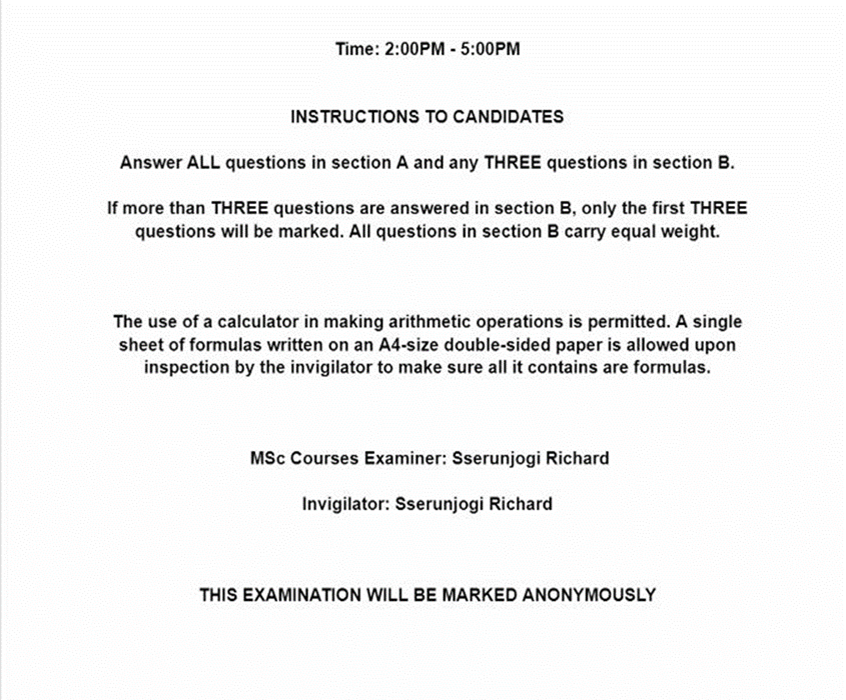 Time: 2:00PM - 5:00PM
INSTRUCTIONS TO CANDIDATES
Answer ALL questions in section A and any THREE questions in section B.
If more than THREE questions are answered in section B, only the first THREE
questions will be marked. All questions in section B carry equal weight.
The use of a calculator in making arithmetic operations is permitted. A single
sheet of formulas written on an A4-size double-sided paper is allowed upon
inspection by the invigilator to make sure all it contains are formulas.
MSc Courses Examiner: Sserunjogi Richard
Invigilator: Sserunjogi Richard
THIS EXAMINATION WILL BE MARKED ANONYMOUSLY